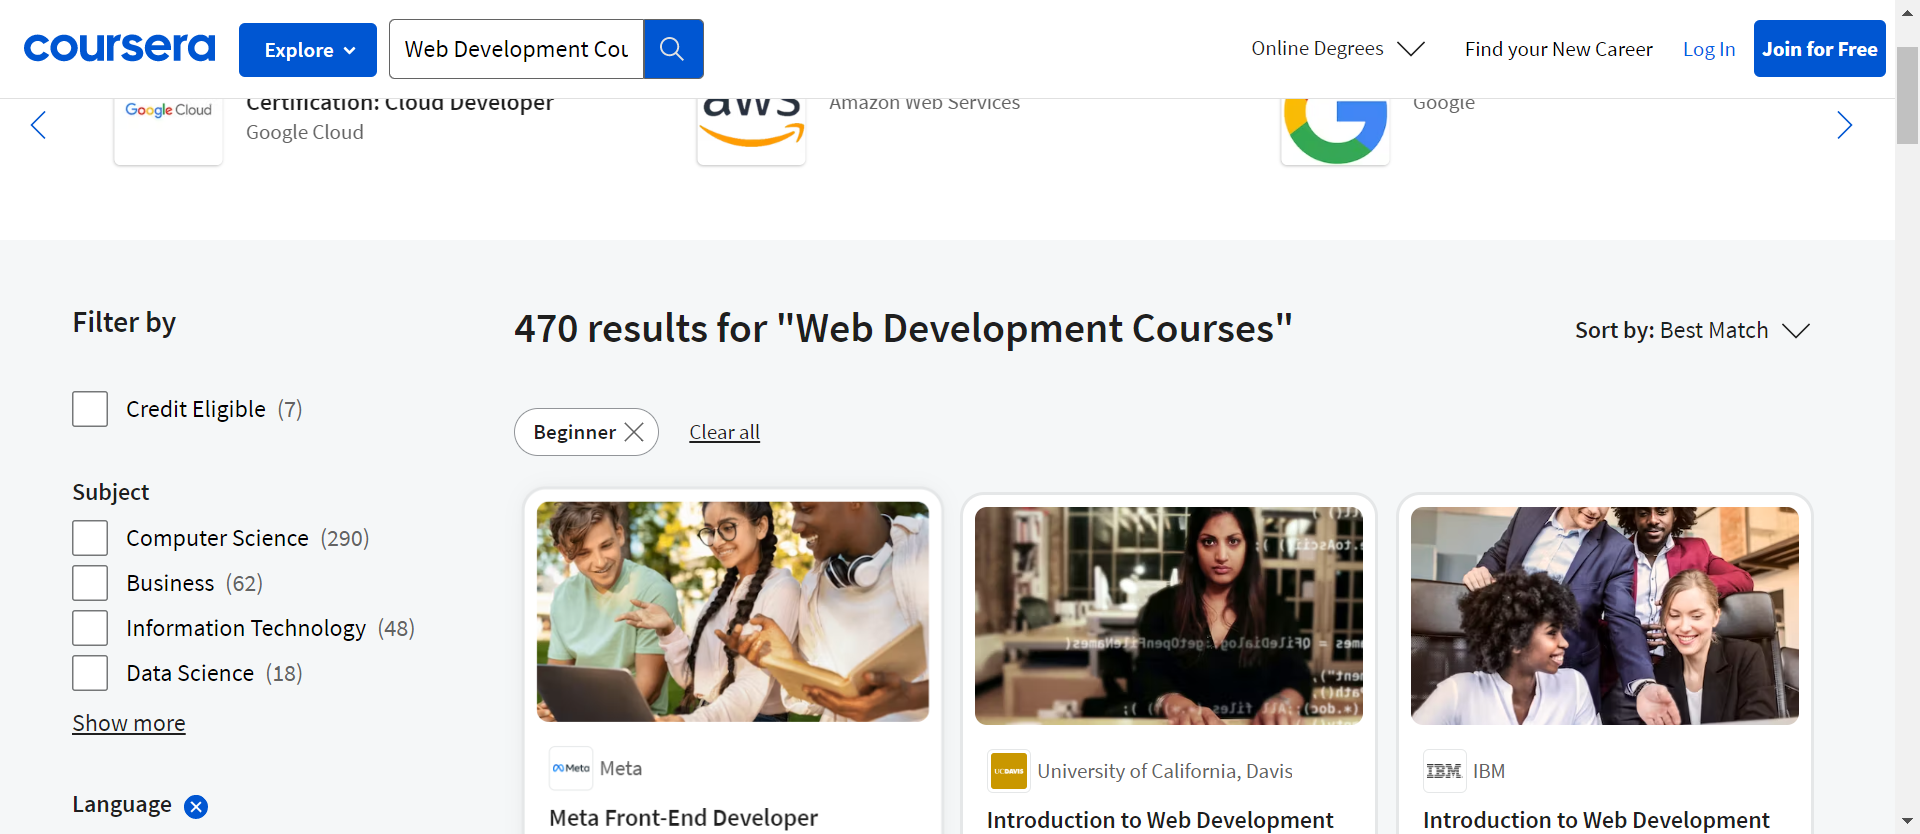 coursera
Explore
Web Development Cou
Online Degrees
Find your New Career
Log In
Join for Free
Google Cloud
Certification: Cloud Developer
Google Cloud
aws
Amazon Web Services
Google
Filter by
470 results for "Web Development Courses"
Sort by: Best Match
Credit Eligible (7)
Beginner
Clear all
Subject
Computer Science (290)
Business (62)
Information Technology (48)
Data Science (18)
Show more
Language
Meta
Meta
Meta Front-End Developer
UCDAVIS
University of California, Davis
Introduction to Web Development
IBM
IBM
Introduction to Web Development